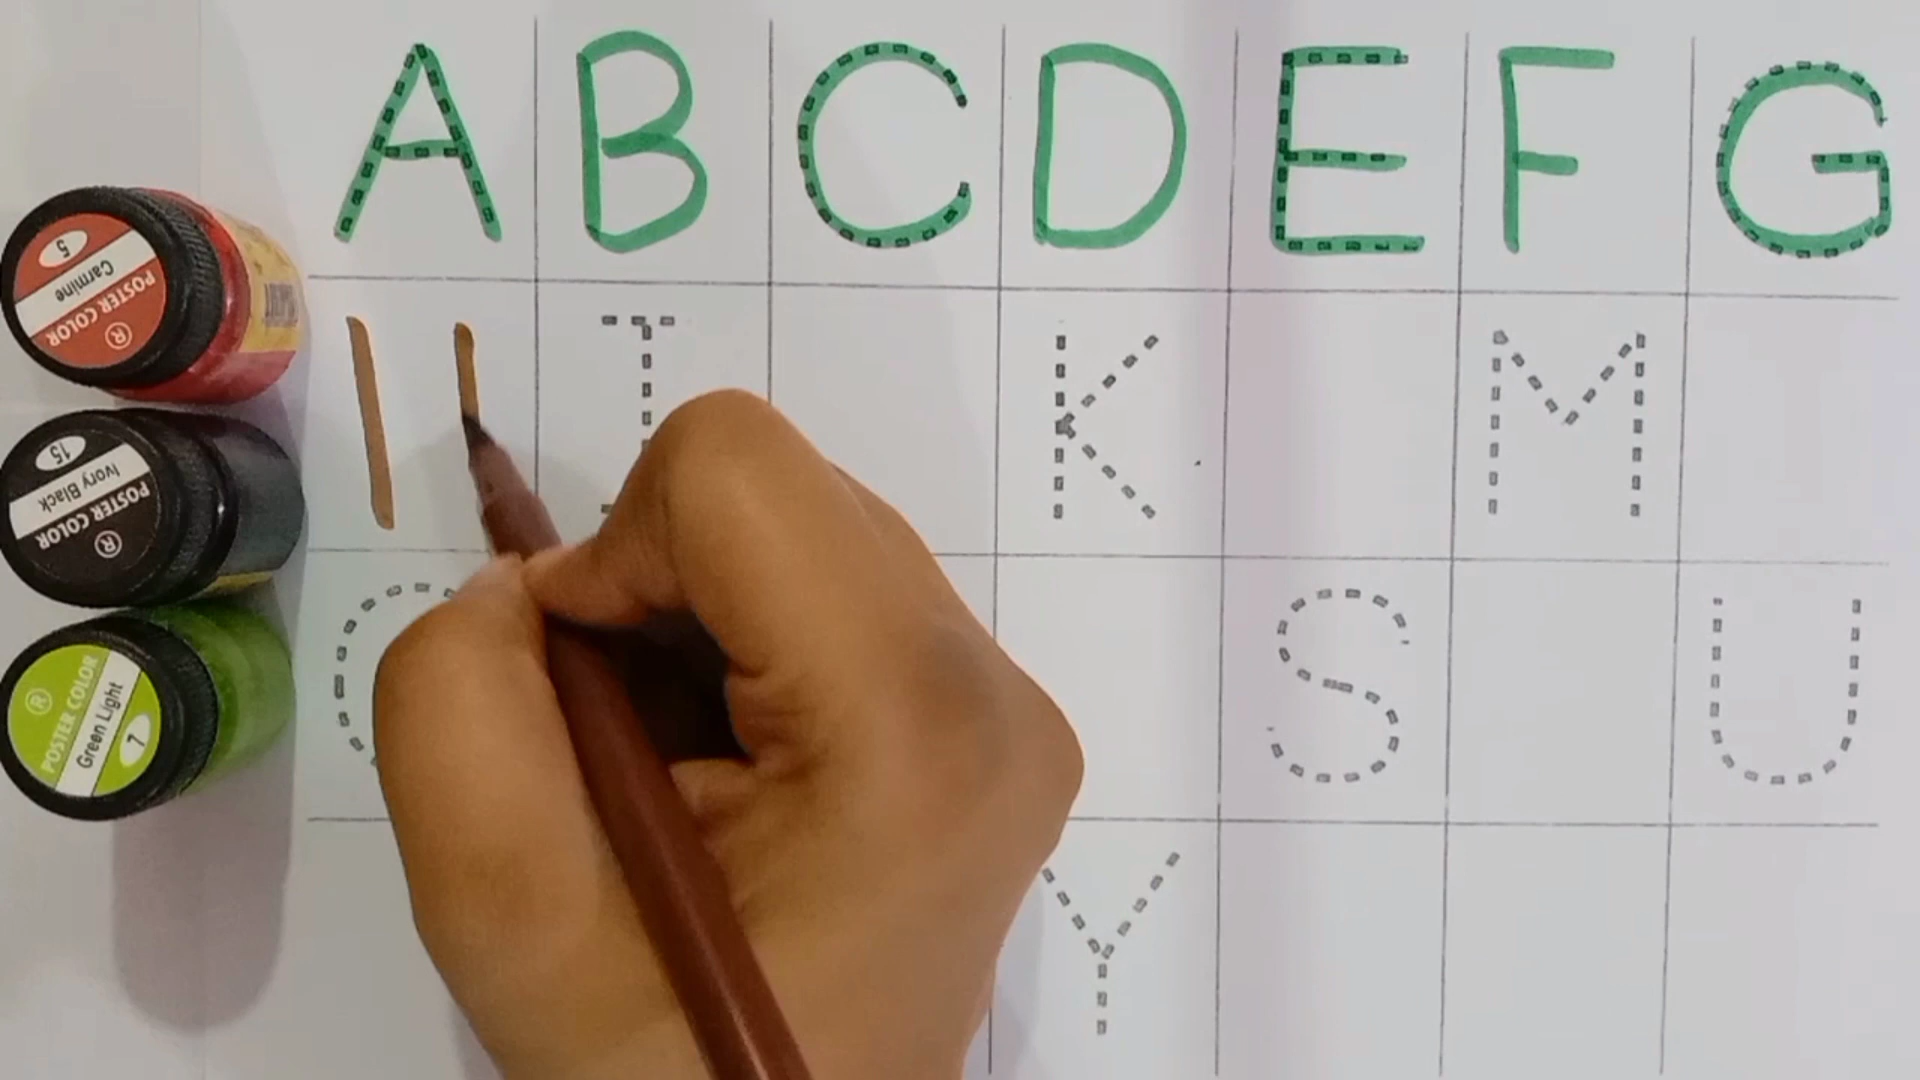 A B C D E F G
I K M
S U
Y
5
Carmine
POSTER COLOR
®
15
Ivory Black
POSTER COLOR
®
POSTER COLOR
®
Green Light
7